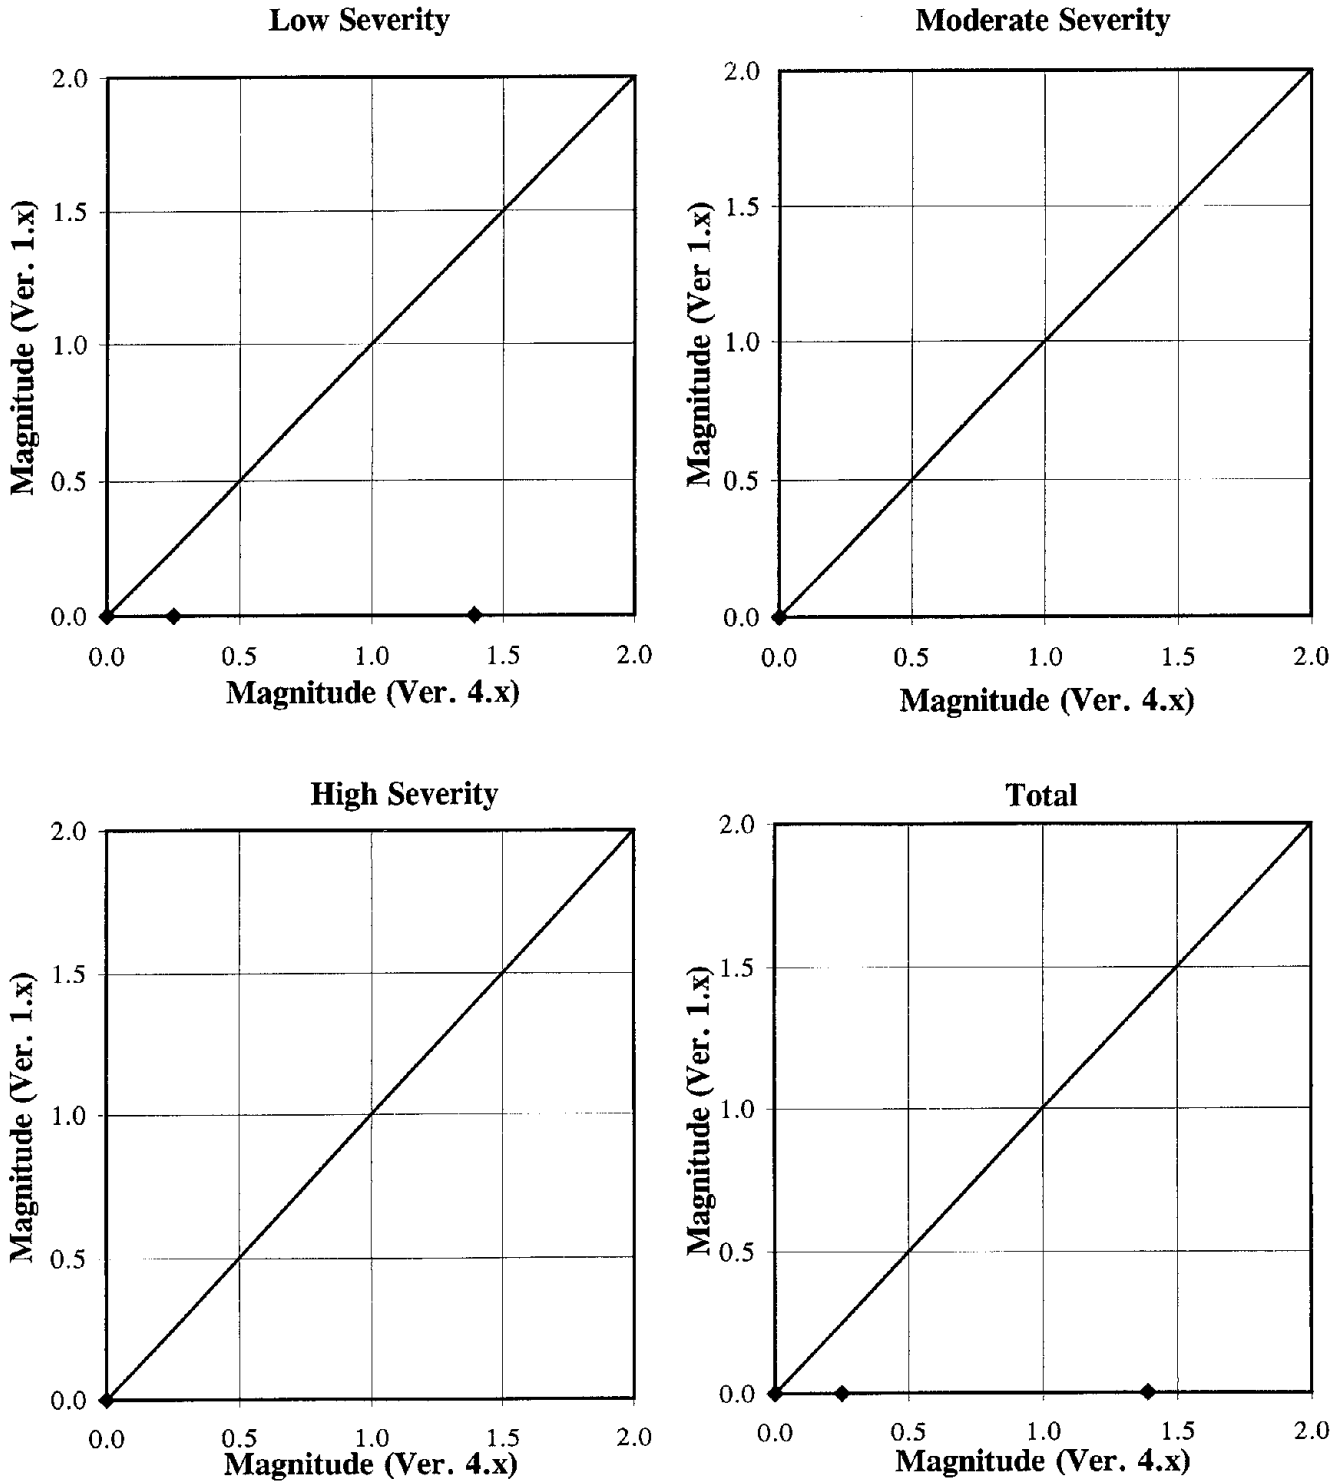 Low Severity
2.0
1.5
1.0
0.5
0.0
0.0 0.5 1.0 1.5 2.0
Magnitude (Ver. 1.x)
Magnitude (Ver. 4.x)
Moderate Severity
2.0
1.5
1.0
0.5
0.0
0.0 0.5 1.0 1.5 2.0
Magnitude (Ver 1.x)
Magnitude (Ver. 4.x)
High Severity
2.0
1.5
1.0
0.5
0.0
0.0 0.5 1.0 1.5 2.0
Magnitude (Ver. 1.x)
Magnitude (Ver. 4.x)
Total
2.0
1.5
1.0
0.5
0.0
0.0 0.5 1.0 1.5 2.0
Magnitude (Ver. 1.x)
Magnitude (Ver. 4.x)